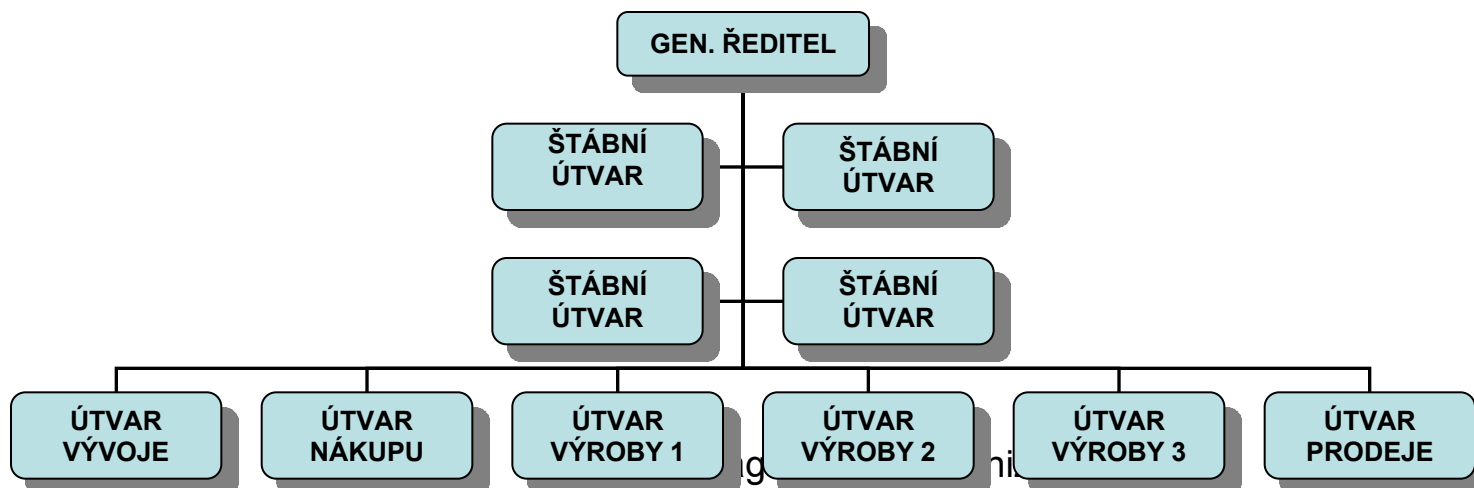 GEN. ŘEDITEL
ŠTÁBNÍ
ÚTVAR
ŠTÁBNÍ
ÚTVAR
ŠTÁBNÍ
ÚTVAR
ŠTÁBNÍ
ÚTVAR
ÚTVAR
VÝVOJE
ÚTVAR
NÁKUPU
ÚTVAR
VÝROBY 1
ÚTVAR
VÝROBY 2
ÚTVAR
VÝROBY 3
ÚTVAR
PRODEJE